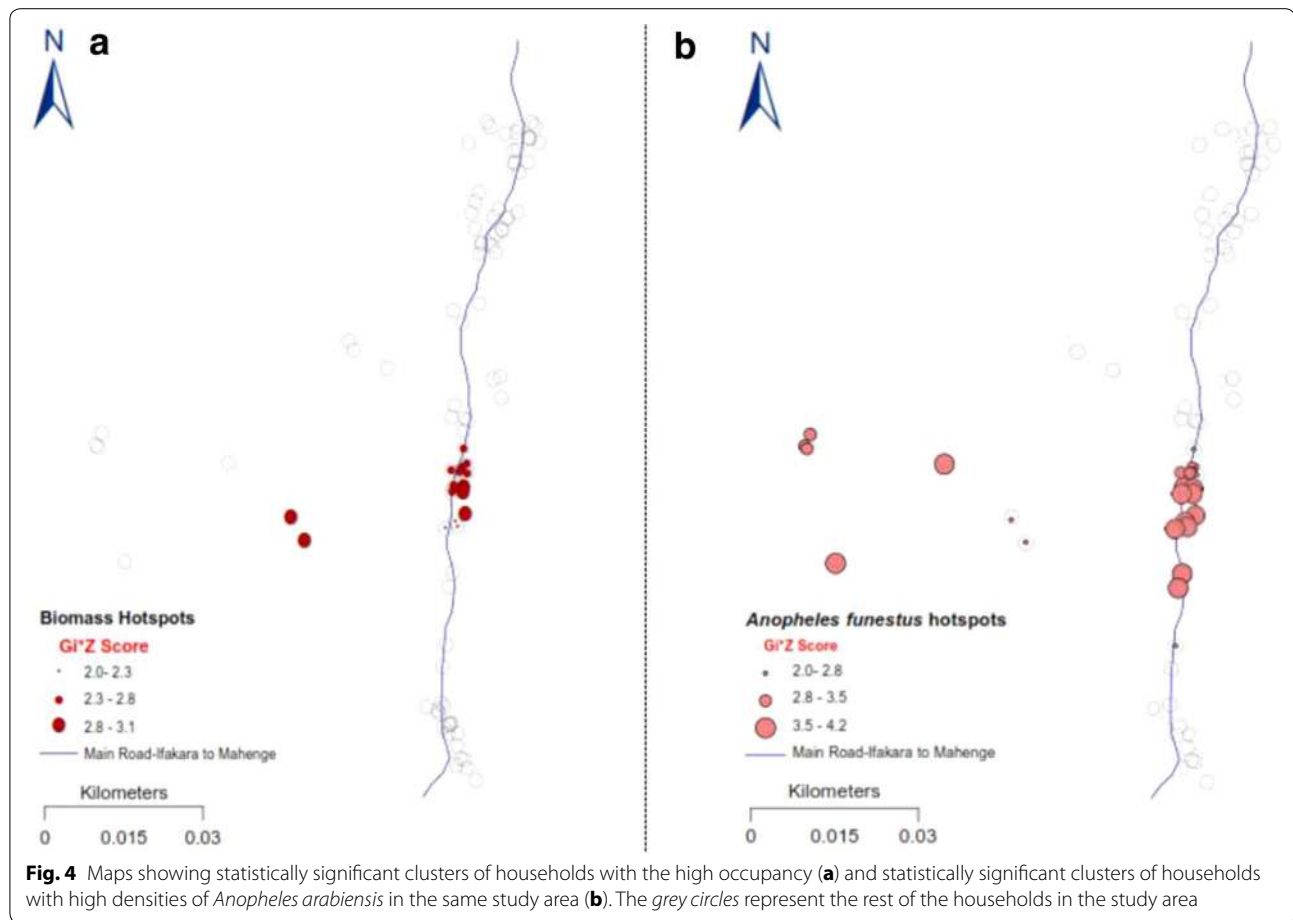 N
a
Biomass Hotspots
Gi*Z Score
2.0- 2.3
2.3 - 2.8
2.8 - 3.1
Main Road-Ifakara to Mahenge
Kilometers
0 0.015 0.03
N
b
Anopheles funestus hotspots
Gi*Z Score
2.0- 2.8
2.8 - 3.5
3.5 - 4.2
Main Road-Ifakara to Mahenge
Kilometers
0 0.015 0.03
Fig. 4 Maps showing statistically significant clusters of households with the high occupancy (a) and statistically significant clusters of households
with high densities of Anopheles arabiensis in the same study area (b). The grey circles represent the rest of the households in the study area